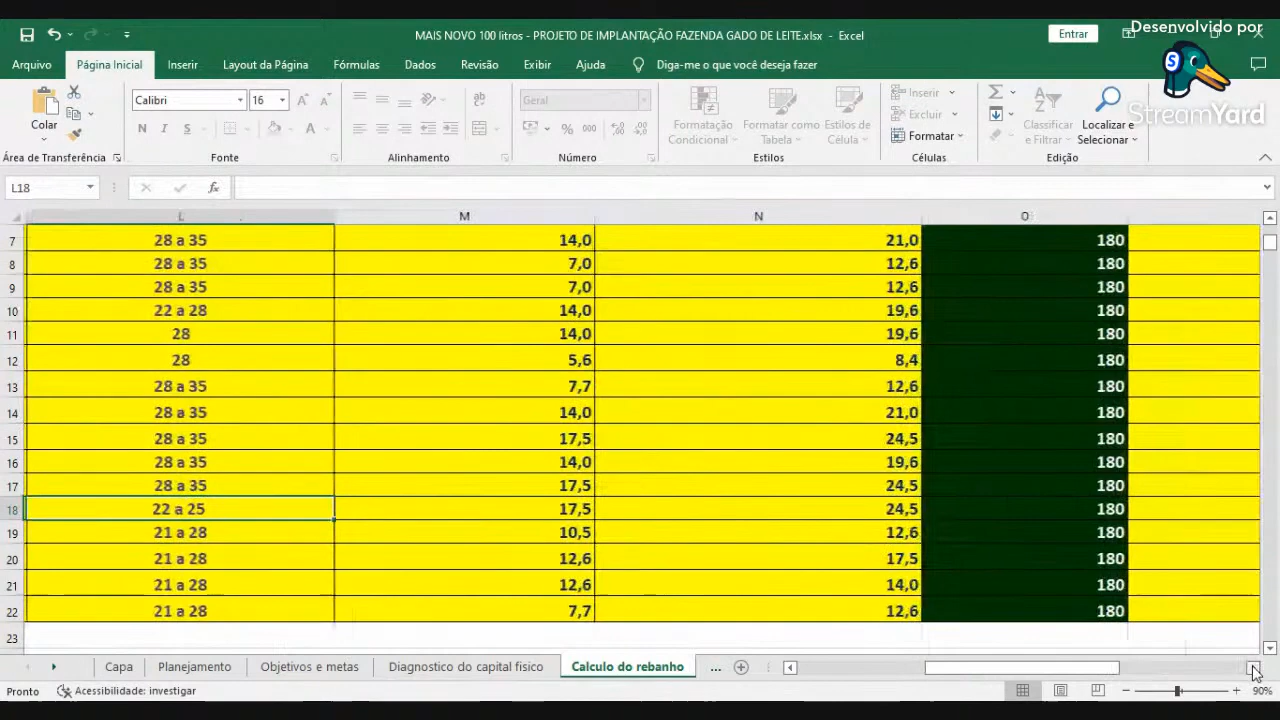 Desenvolvido por
StreamYard
MAIS NOVO 100 litros - PROJETO DE IMPLANTAÇÃO FAZENDA GADO DE LEITE.xlsx - Excel
Entrar
Arquivo Página Inicial Inserir Layout da Página Fórmulas Dados Revisão Exibir Ajuda Diga-me o que você deseja fazer
Colar
Calibri 16
N I S
Geral
% 000
Formatação Condicional
Formatar como Tabela
Estilos de Célula
Inserir
Excluir
Formatar
Classificar e Filtrar
Localizar e Selecionar
Área de Transferência Fonte Alinhamento Número Estilos Células Edição
L18 fx
L M N O
7 28 a 35 14,0 21,0 180
8 28 a 35 7,0 12,6 180
9 28 a 35 7,0 12,6 180
10 22 a 28 14,0 19,6 180
11 28 14,0 19,6 180
12 28 5,6 8,4 180
13 28 a 35 7,7 12,6 180
14 28 a 35 14,0 21,0 180
15 28 a 35 17,5 24,5 180
16 28 a 35 14,0 19,6 180
17 28 a 35 17,5 24,5 180
18 22 a 25 17,5 24,5 180
19 21 a 28 10,5 12,6 180
20 21 a 28 12,6 17,5 180
21 21 a 28 12,6 14,0 180
22 21 a 28 7,7 12,6 180
23
Capa Planejamento Objetivos e metas Diagnostico do capital fisico Calculo do rebanho ...
Pronto Acessibilidade: investigar 90%